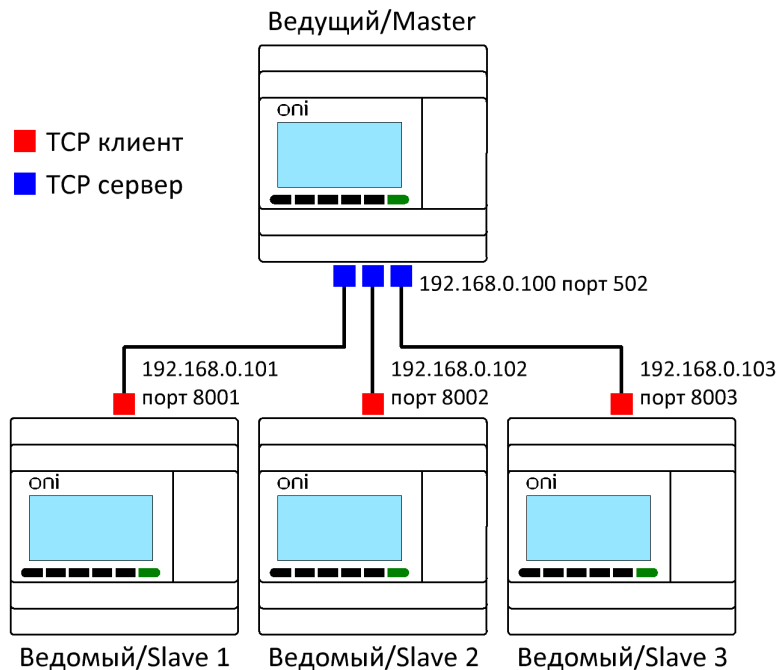 Ведущий/Master
oni
TCP клиент
TCP сервер
192.168.0.100 порт 502
192.168.0.101
порт 8001
192.168.0.102
порт 8002
192.168.0.103
порт 8003
oni
oni
oni
Ведомый/Slave 1
Ведомый/Slave 2
Ведомый/Slave 3